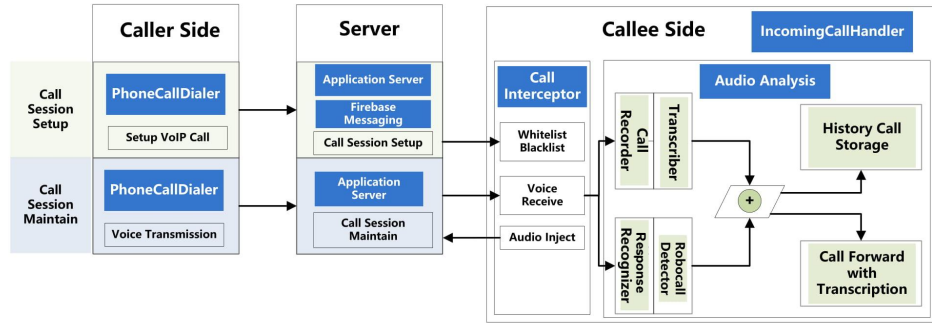 Caller Side
Server
Callee Side
IncomingCallHandler
Call
Session
Setup
PhoneCallDialer
Setup VoIP Call
Application Server
Firebase
Messaging
Call Session Setup
Call
Interceptor
Whitelist
Blacklist
Audio Analysis
Call
Recorder
Transcriber
History Call
Storage
Call
Session
Maintain
PhoneCallDialer
Voice Transmission
Application
Server
Call Session
Maintain
Voice
Receive
Audio Inject
+
Response
Recognizer
Robocall
Detector
Call Forward
with
Transcription